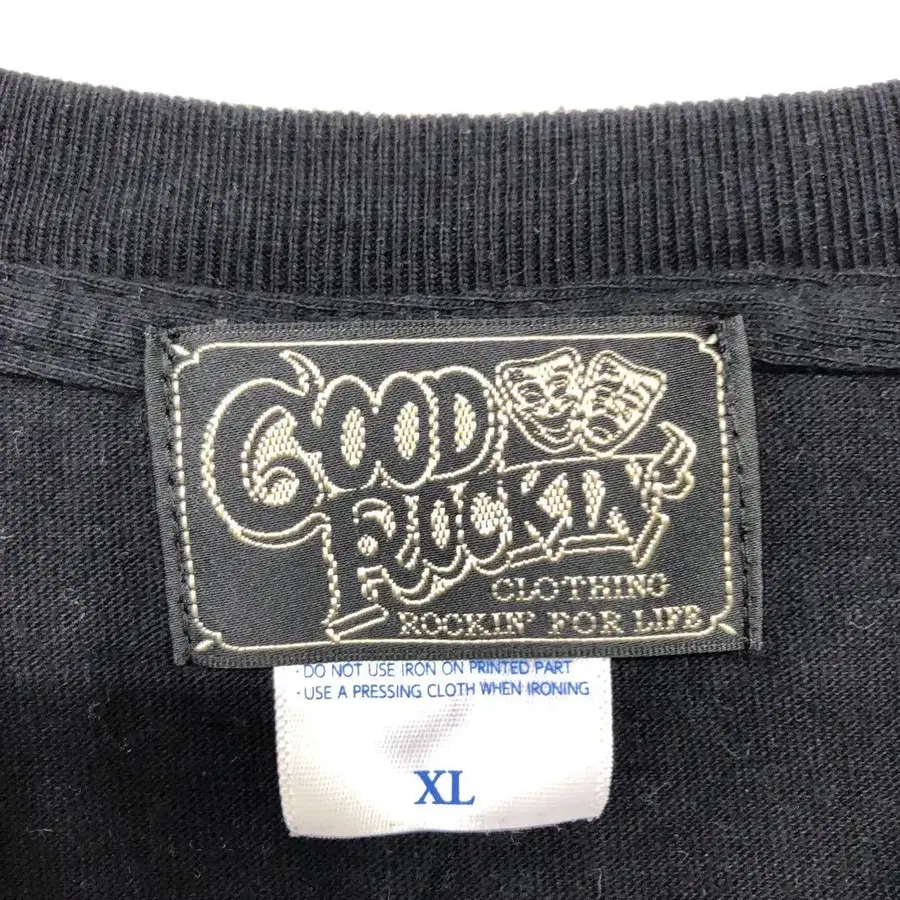 GOOD
ROCKIN'
CLOTHING
ROCKIN' FOR LIFE
· DO NOT USE IRON ON PRINTED PART
· USE A PRESSING CLOTH WHEN IRONING
XL